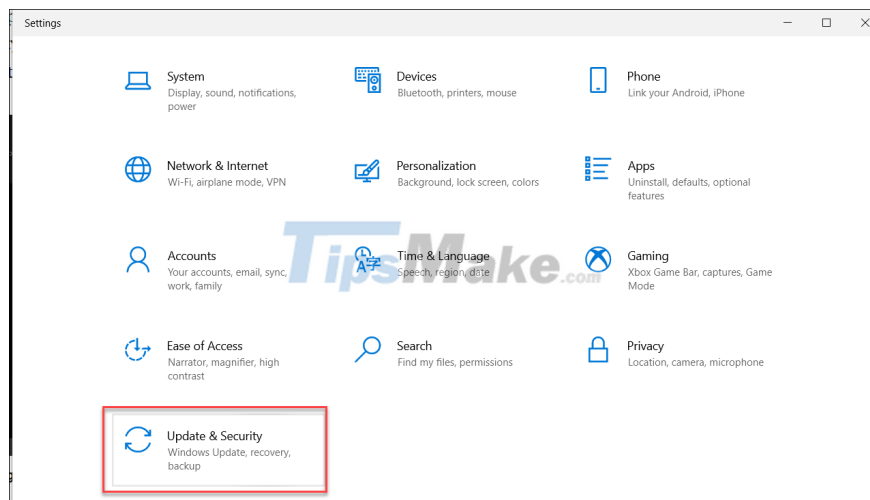 Settings
System
Display, sound, notifications,
power
Devices
Bluetooth, printers, mouse
Phone
Link your Android, iPhone
Network & Internet
Wi-Fi, airplane mode, VPN
Personalization
Background, lock screen, colors
Apps
Uninstall, defaults, optional
features
Accounts
Your accounts, email, sync,
work, family
Time & Language
Speech, region, date
Gaming
Xbox Game Bar, captures, Game
Mode
TipsMake.com
Ease of Access
Narrator, magnifier, high
contrast
Search
Find my files, permissions
Privacy
Location, camera, microphone
Update & Security
Windows Update, recovery,
backup